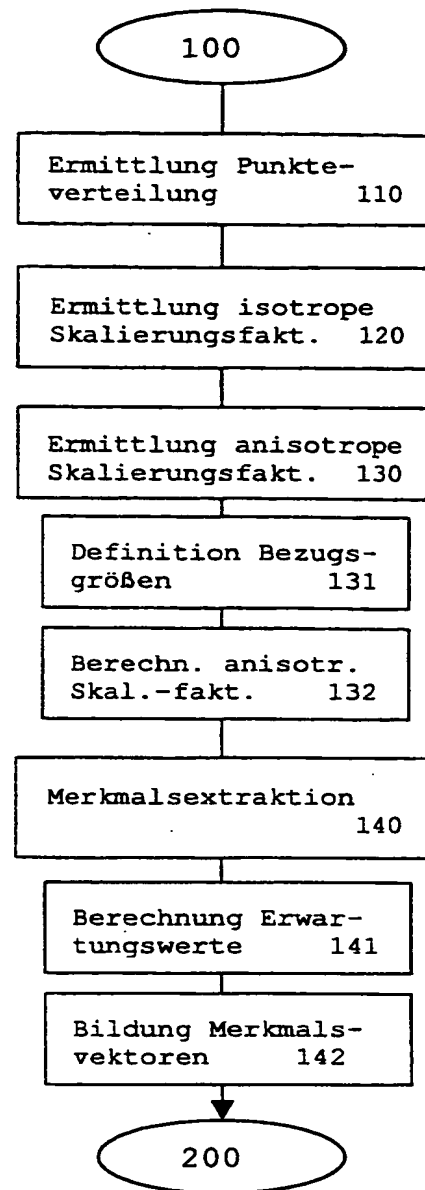 100
Ermittlung Punkte-
verteilung 110
Ermittlung isotrope
Skalierungsfakt. 120
Ermittlung anisotrope
Skalierungsfakt. 130
Definition Bezugs-
größen 131
Berechn. anisotr.
Skal.-fakt. 132
Merkmalsextraktion
140
Berechnung Erwar-
tungswerte 141
Bildung Merkmals-
vektoren 142
200